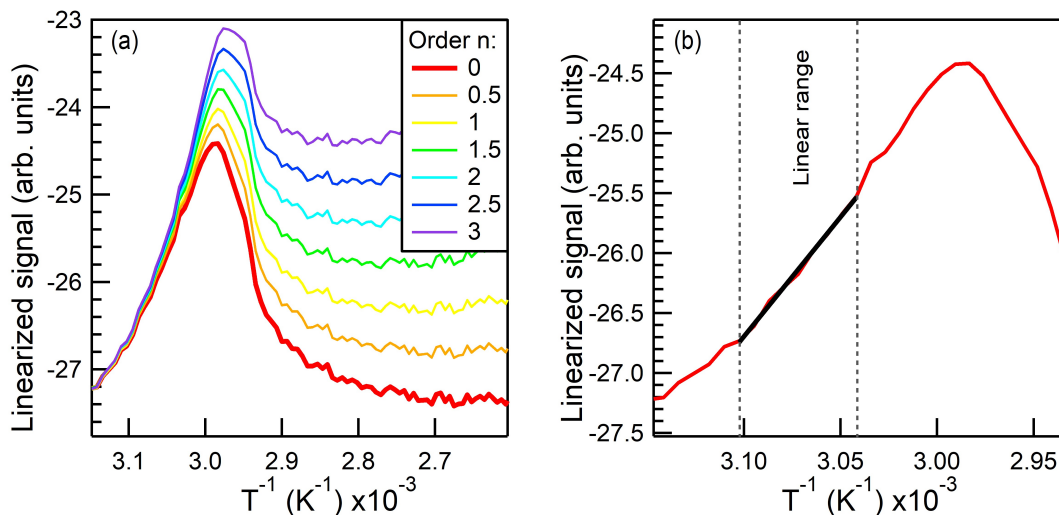 (a)
Order n:
0
0.5
1
1.5
2
2.5
3
-23
-24
-25
-26
-27
Linearized signal (arb. units)
3.1 3.0 2.9 2.8 2.7
T⁻¹ (K⁻¹) x10⁻³
(b)
Linear range
-24.5
-25.0
-25.5
-26.0
-26.5
-27.0
-27.5
Linearized signal (arb. units)
3.10 3.05 3.00 2.95
T⁻¹ (K⁻¹) x10⁻³